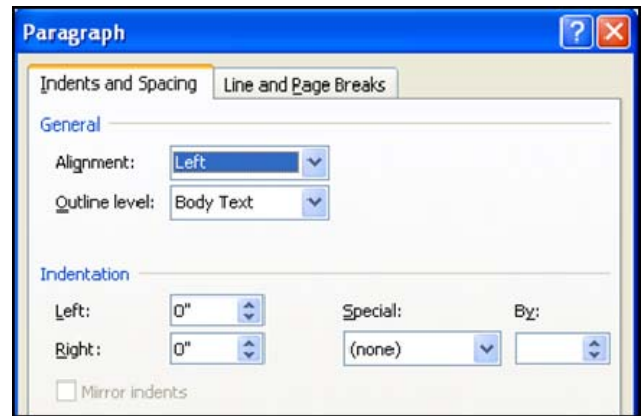 Paragraph
Indents and Spacing Line and Page Breaks
General
Alignment: Left
Outline level: Body Text
Indentation
Left: 0" Special: By:
Right: 0" (none)
Mirror indents